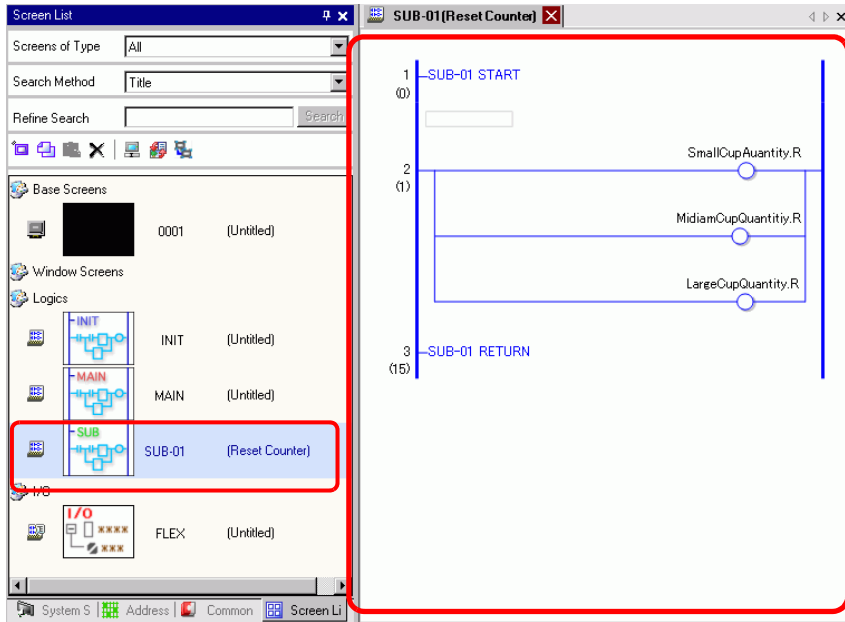 Screen List
Screens of Type All
Search Method Title
Refine Search Search
Base Screens
0001 (Untitled)
Window Screens
Logics
INIT
INIT (Untitled)
MAIN
MAIN (Untitled)
SUB
SUB-01 (Reset Counter)
I/O
I/O
****
***
FLEX (Untitled)
System S Address Common Screen Li
SUB-01(Reset Counter)
1 SUB-01 START
(0)
SmallCupAuantity.R
2
(1)
MidiamCupQuantitiy.R
LargeCupQuantity.R
3 SUB-01 RETURN
(15)